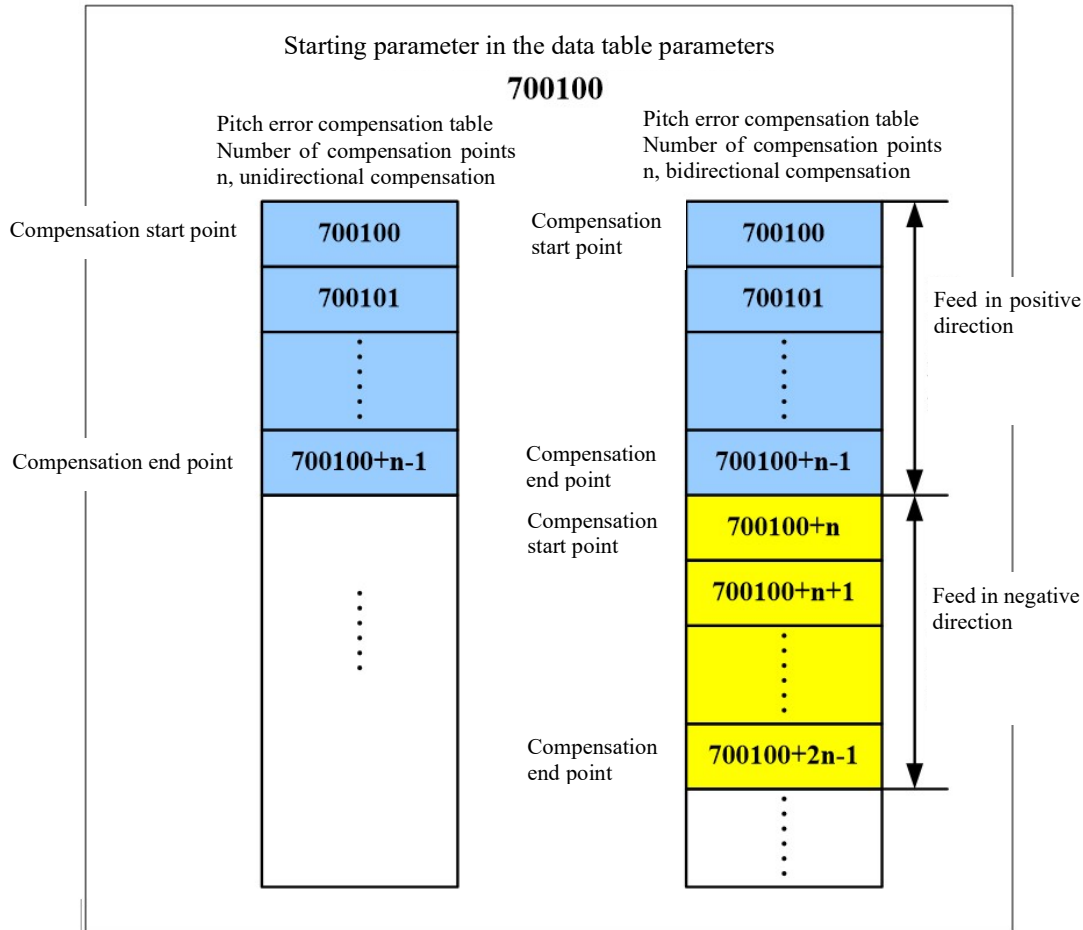 Starting parameter in the data table parameters
700100
Pitch error compensation table
Number of compensation points
n, unidirectional compensation
Compensation start point
700100
700101
Compensation end point
700100+n-1
Pitch error compensation table
Number of compensation points
n, bidirectional compensation
Compensation
start point
700100
700101
Feed in positive
direction
Compensation
end point
700100+n-1
Compensation
start point
700100+n
700100+n+1
Feed in negative
direction
Compensation
end point
700100+2n-1